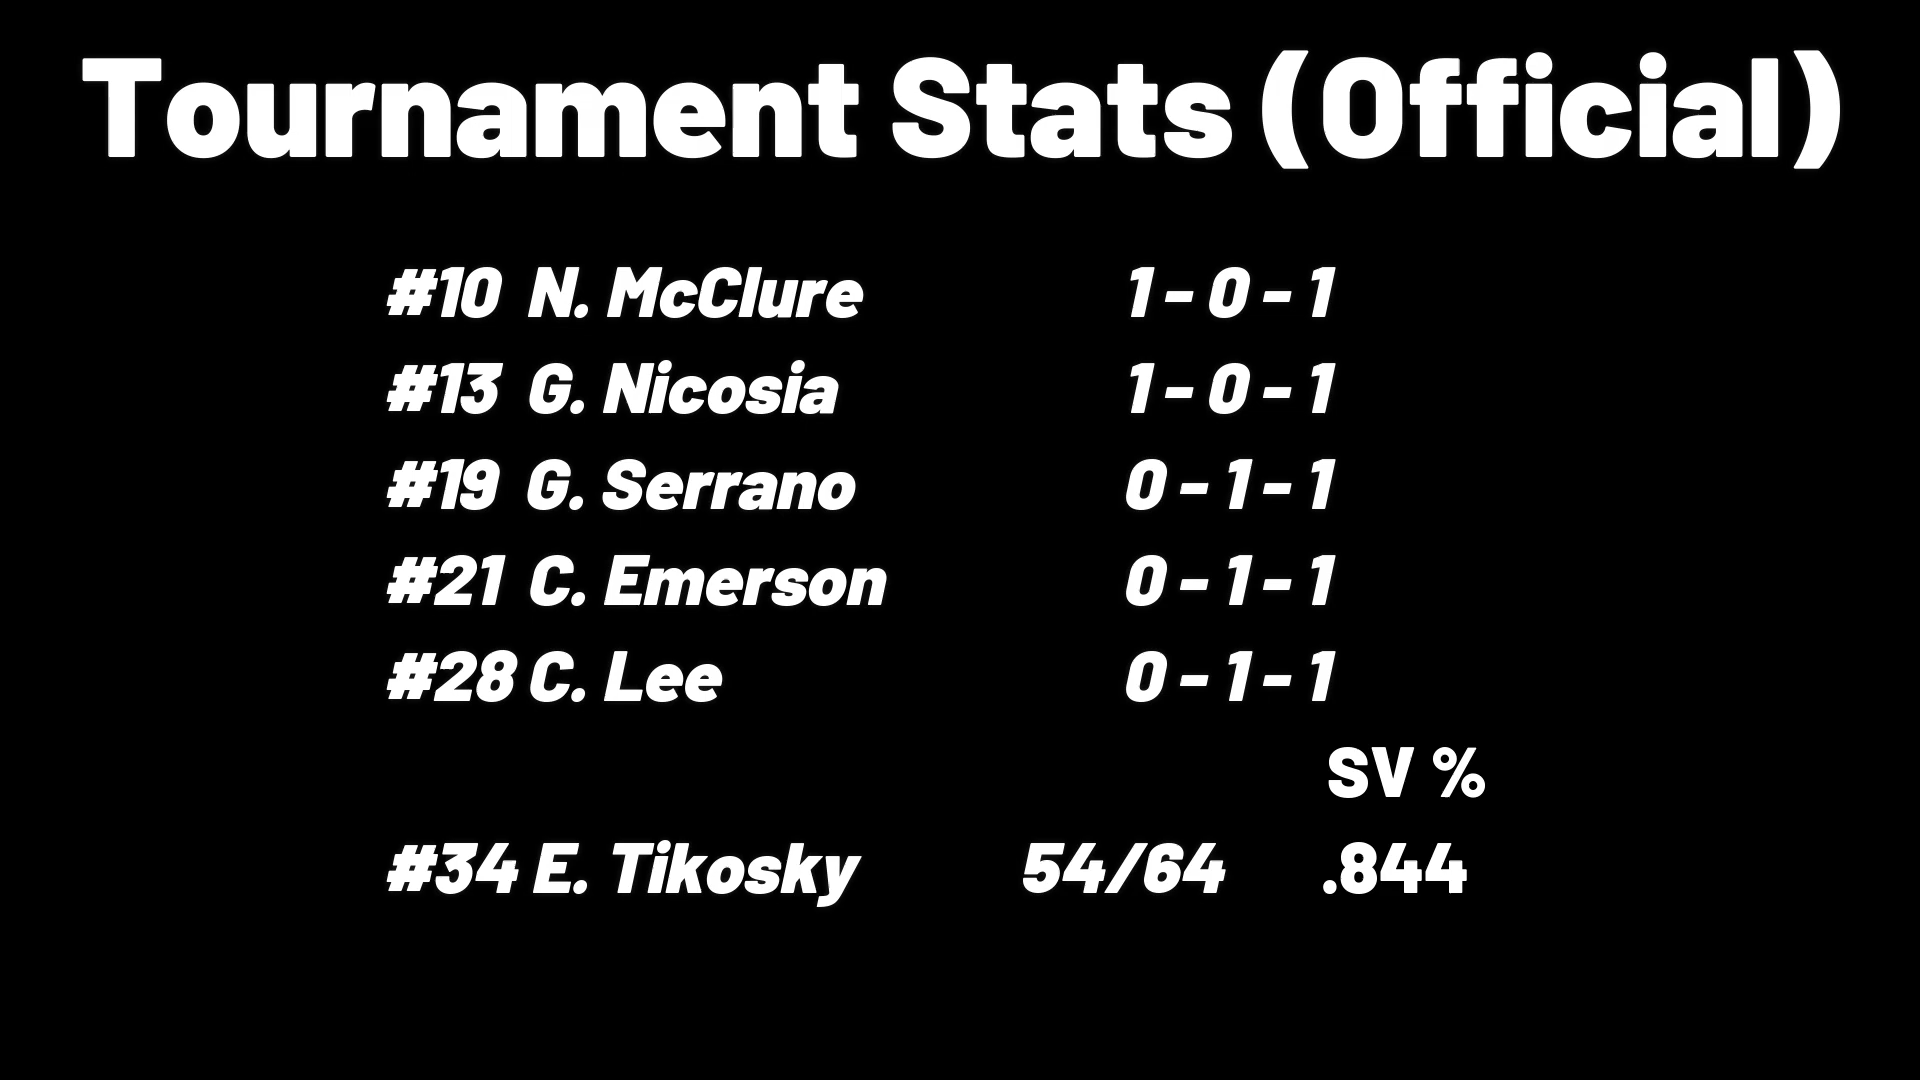 Tournament Stats (Official)
#10 N. McClure 1 - 0 - 1
#13 G. Nicosia 1 - 0 - 1
#19 G. Serrano 0 - 1 - 1
#21 C. Emerson 0 - 1 - 1
#28 C. Lee 0 - 1 - 1
SV %
#34 E. Tikosky 54/64 .844